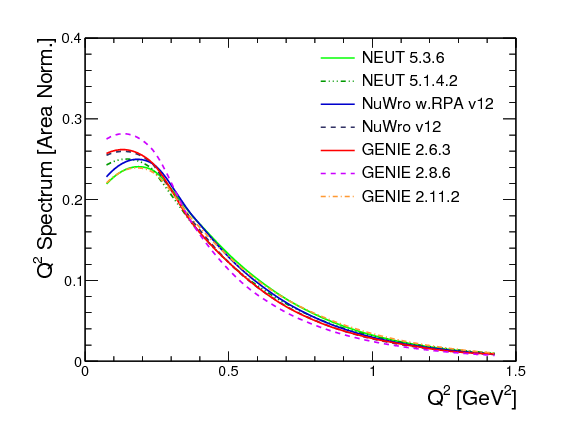 Q² Spectrum [Area Norm.]
0.4
0.3
0.2
0.1
0
NEUT 5.3.6
NEUT 5.1.4.2
NuWro w.RPA v12
NuWro v12
GENIE 2.6.3
GENIE 2.8.6
GENIE 2.11.2
0 0.5 1 1.5
Q² [GeV²]